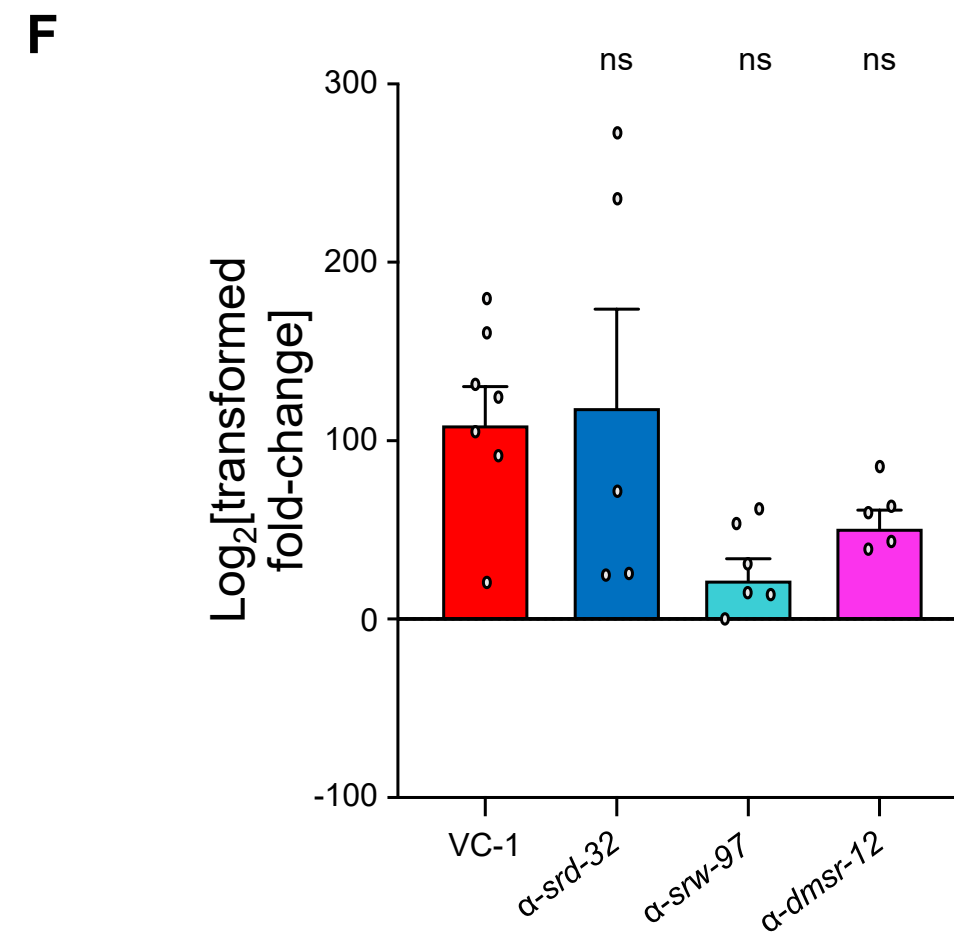 F
ns ns ns
300
200
100
0
-100
Log₂[transformed
fold-change]
VC-1 α-srd-32 α-srw-97 α-dmsr-12